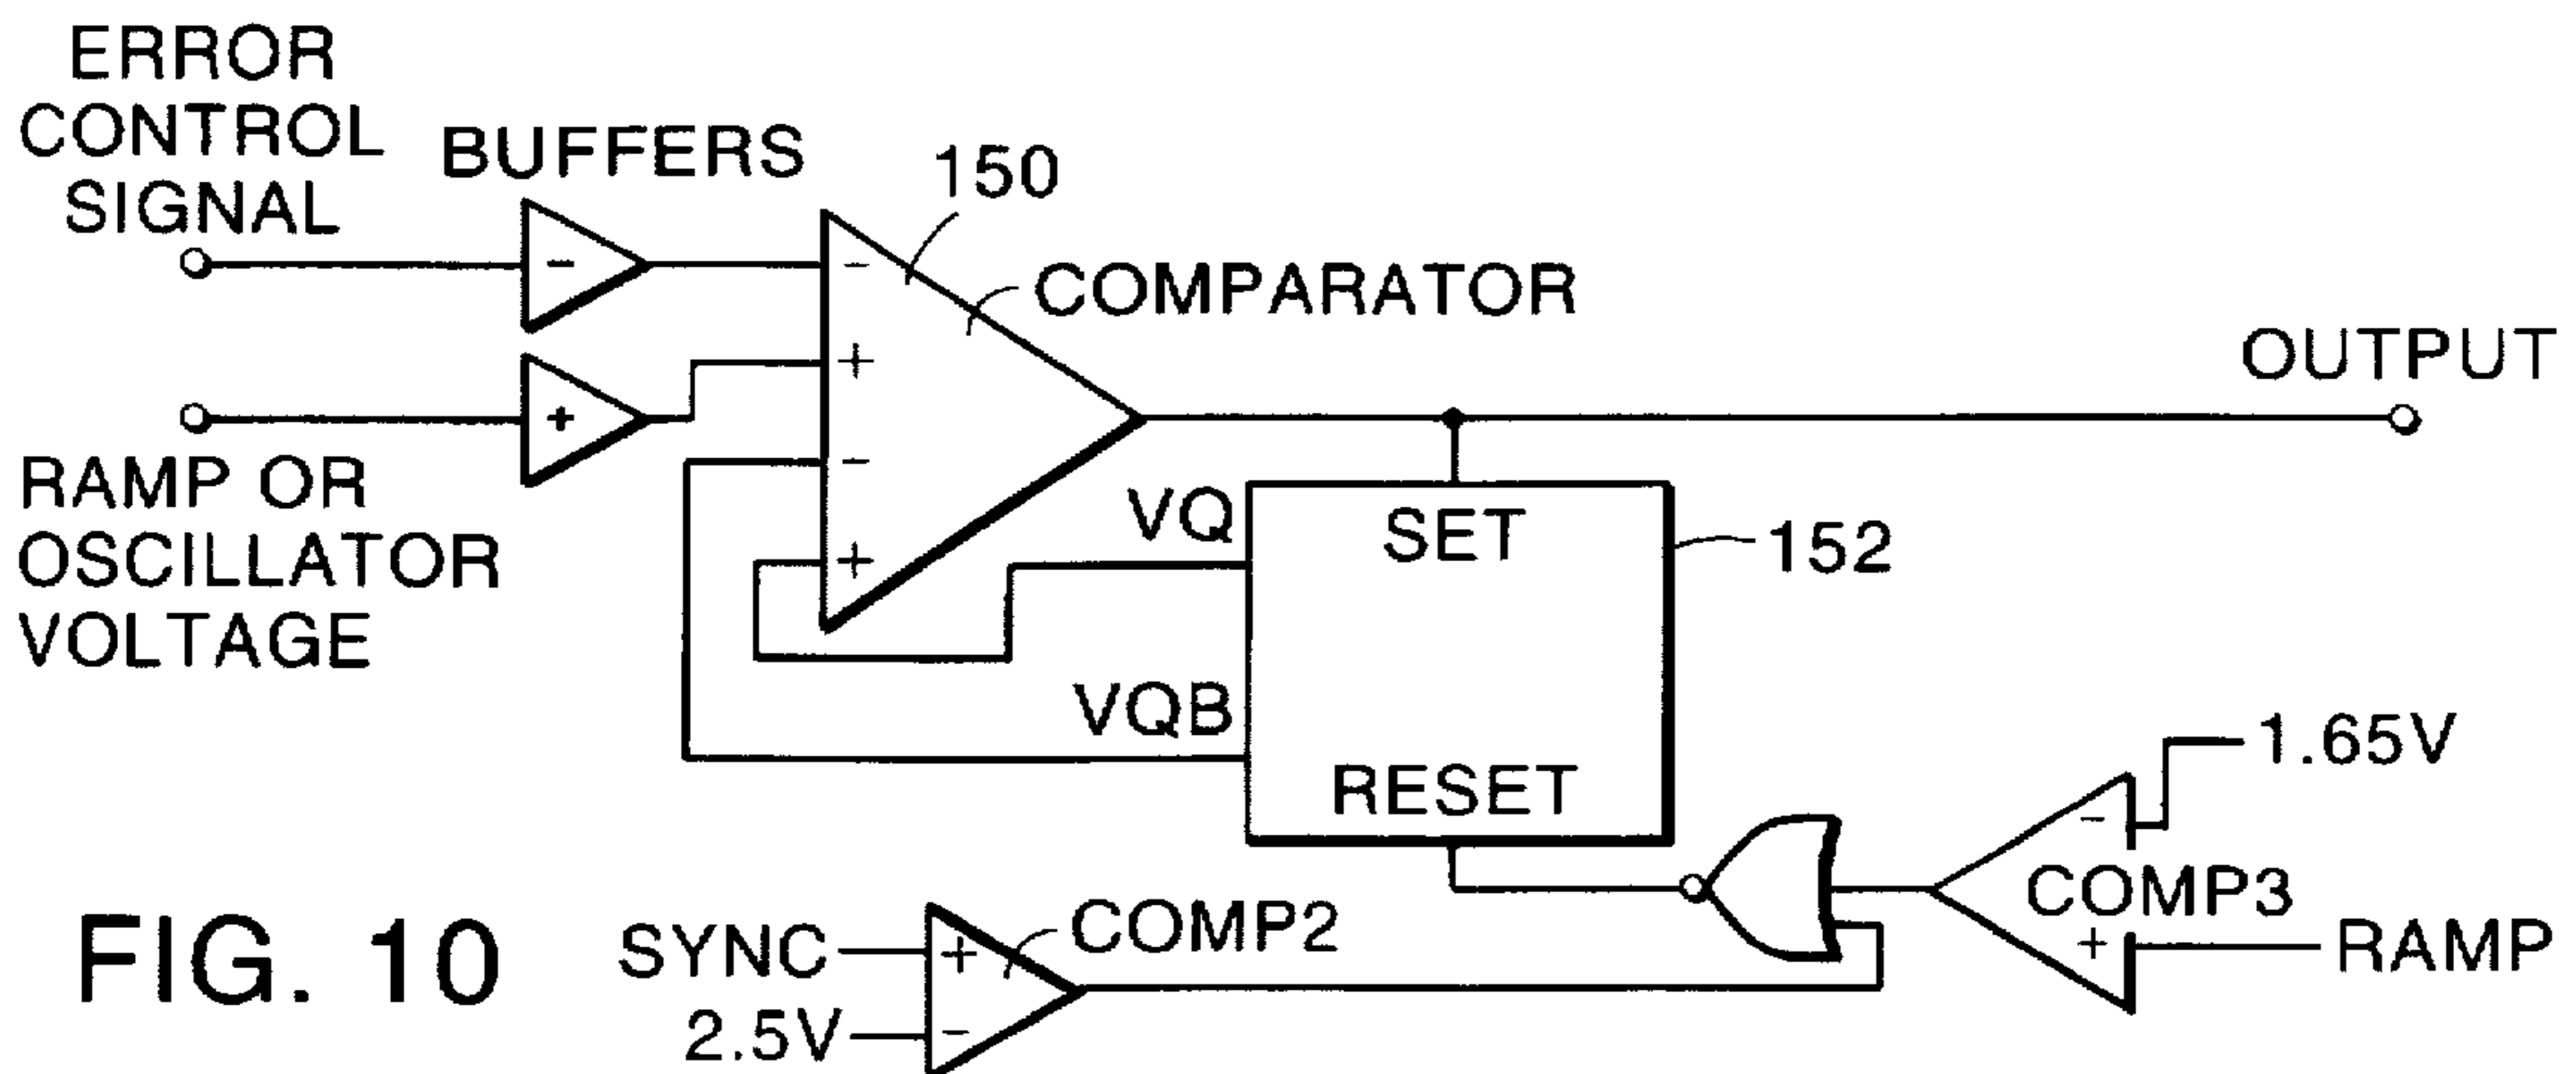 ERROR
CONTROL
SIGNAL
BUFFERS
150
COMPARATOR
OUTPUT
-
+
-
+
-
+
RAMP OR
OSCILLATOR
VOLTAGE
VQ
SET
152
VQB
RESET
1.65V
-
COMP3
+
RAMP
SYNC
+
COMP2
2.5V
-
FIG. 10